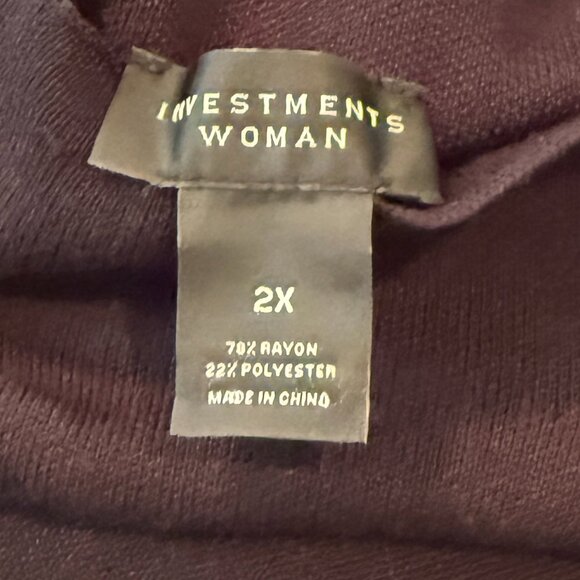 INVESTMENTS
WOMAN
2X
78% RAYON
22% POLYESTER
MADE IN CHINA